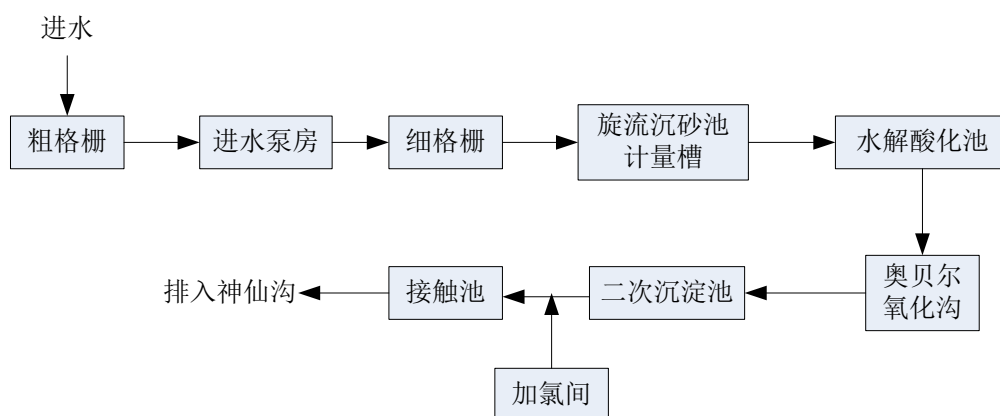 进水
粗格栅
进水泵房
细格栅
旋流沉砂池
计量槽
水解酸化池
奥贝尔
氧化沟
二次沉淀池
接触池
排入神仙沟
加氯间